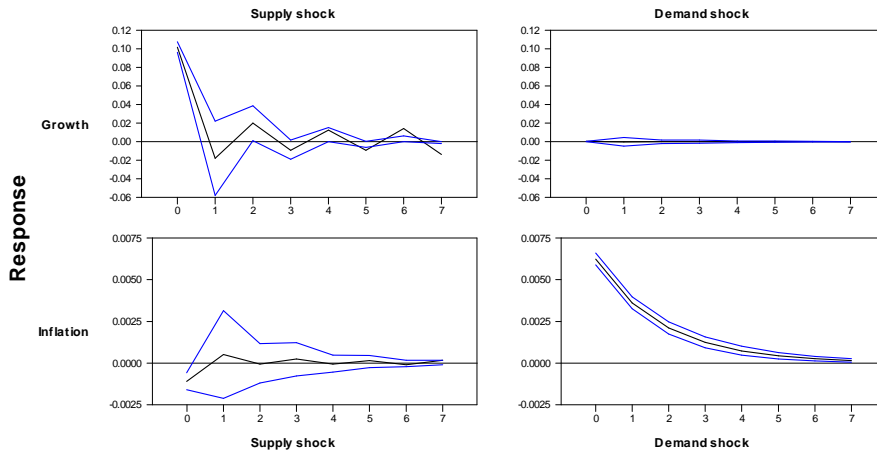 Supply shock
Demand shock
0.12
0.10
0.08
0.06
0.04
0.02
0.00
-0.02
-0.04
-0.06
Growth
0 1 2 3 4 5 6 7
0.12
0.10
0.08
0.06
0.04
0.02
0.00
-0.02
-0.04
-0.06
0 1 2 3 4 5 6 7
Response
0.0075
0.0050
0.0025
0.0000
-0.0025
Inflation
0 1 2 3 4 5 6 7
0.0075
0.0050
0.0025
0.0000
-0.0025
0 1 2 3 4 5 6 7
Supply shock
Demand shock